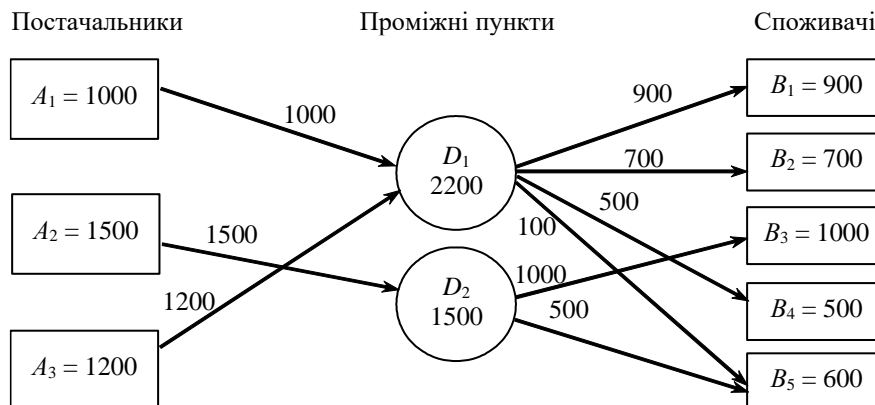 Постачальники Проміжні пункти Споживачі
A₁ = 1000
1000
900
B₁ = 900
D₁
2200
700
B₂ = 700
A₂ = 1500
1500
500
100
B₃ = 1000
1000
D₂
1500
1200
500
B₄ = 500
A₃ = 1200
B₅ = 600